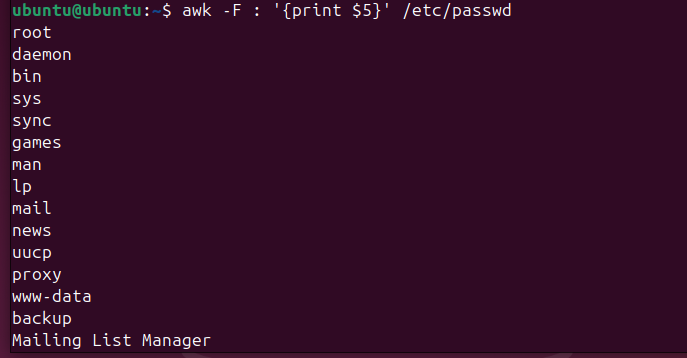 ubuntu@ubuntu:~$ awk -F : '{print $5}' /etc/passwd
root
daemon
bin
sys
sync
games
man
lp
mail
news
uucp
proxy
www-data
backup
Mailing List Manager